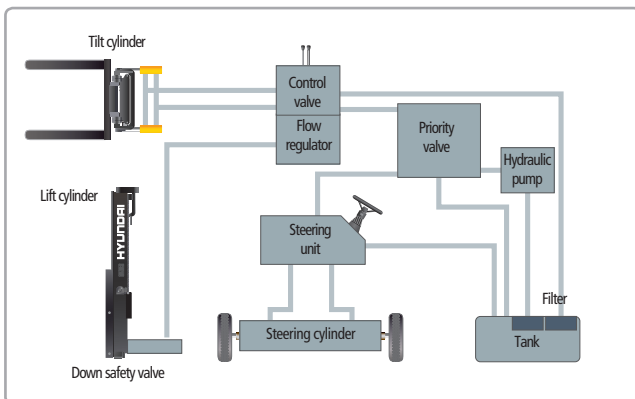 Tilt cylinder
Control
valve
Flow
regulator
Priority
valve
Hydraulic
pump
Lift cylinder
HYUNDAI
Steering
unit
Filter
Steering cylinder
Tank
Down safety valve